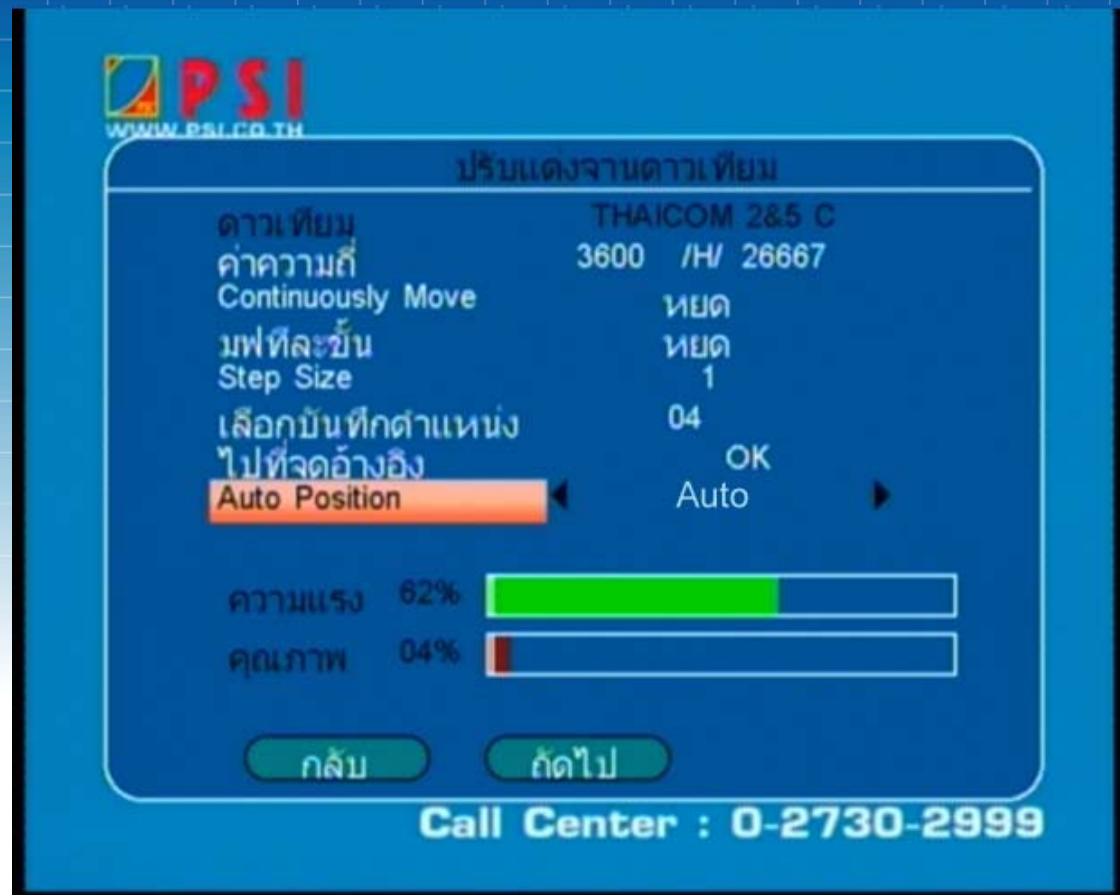 PSI
WWW.PSI.CO.TH
ปรับแต่งจานดาวเทียม
ดาวเทียม THAICOM 2&5 C
ค่าความถี่ 3600 /H/ 26667
Continuously Move หยุด
มูฟทีละขั้น หยุด
Step Size 1
เลือกบันทึกตำแหน่ง 04
ไปที่จุดอ้างอิง OK
Auto Position Auto
ความแรง 62%
คุณภาพ 04%
กลับ ถัดไป
Call Center : 0-2730-2999